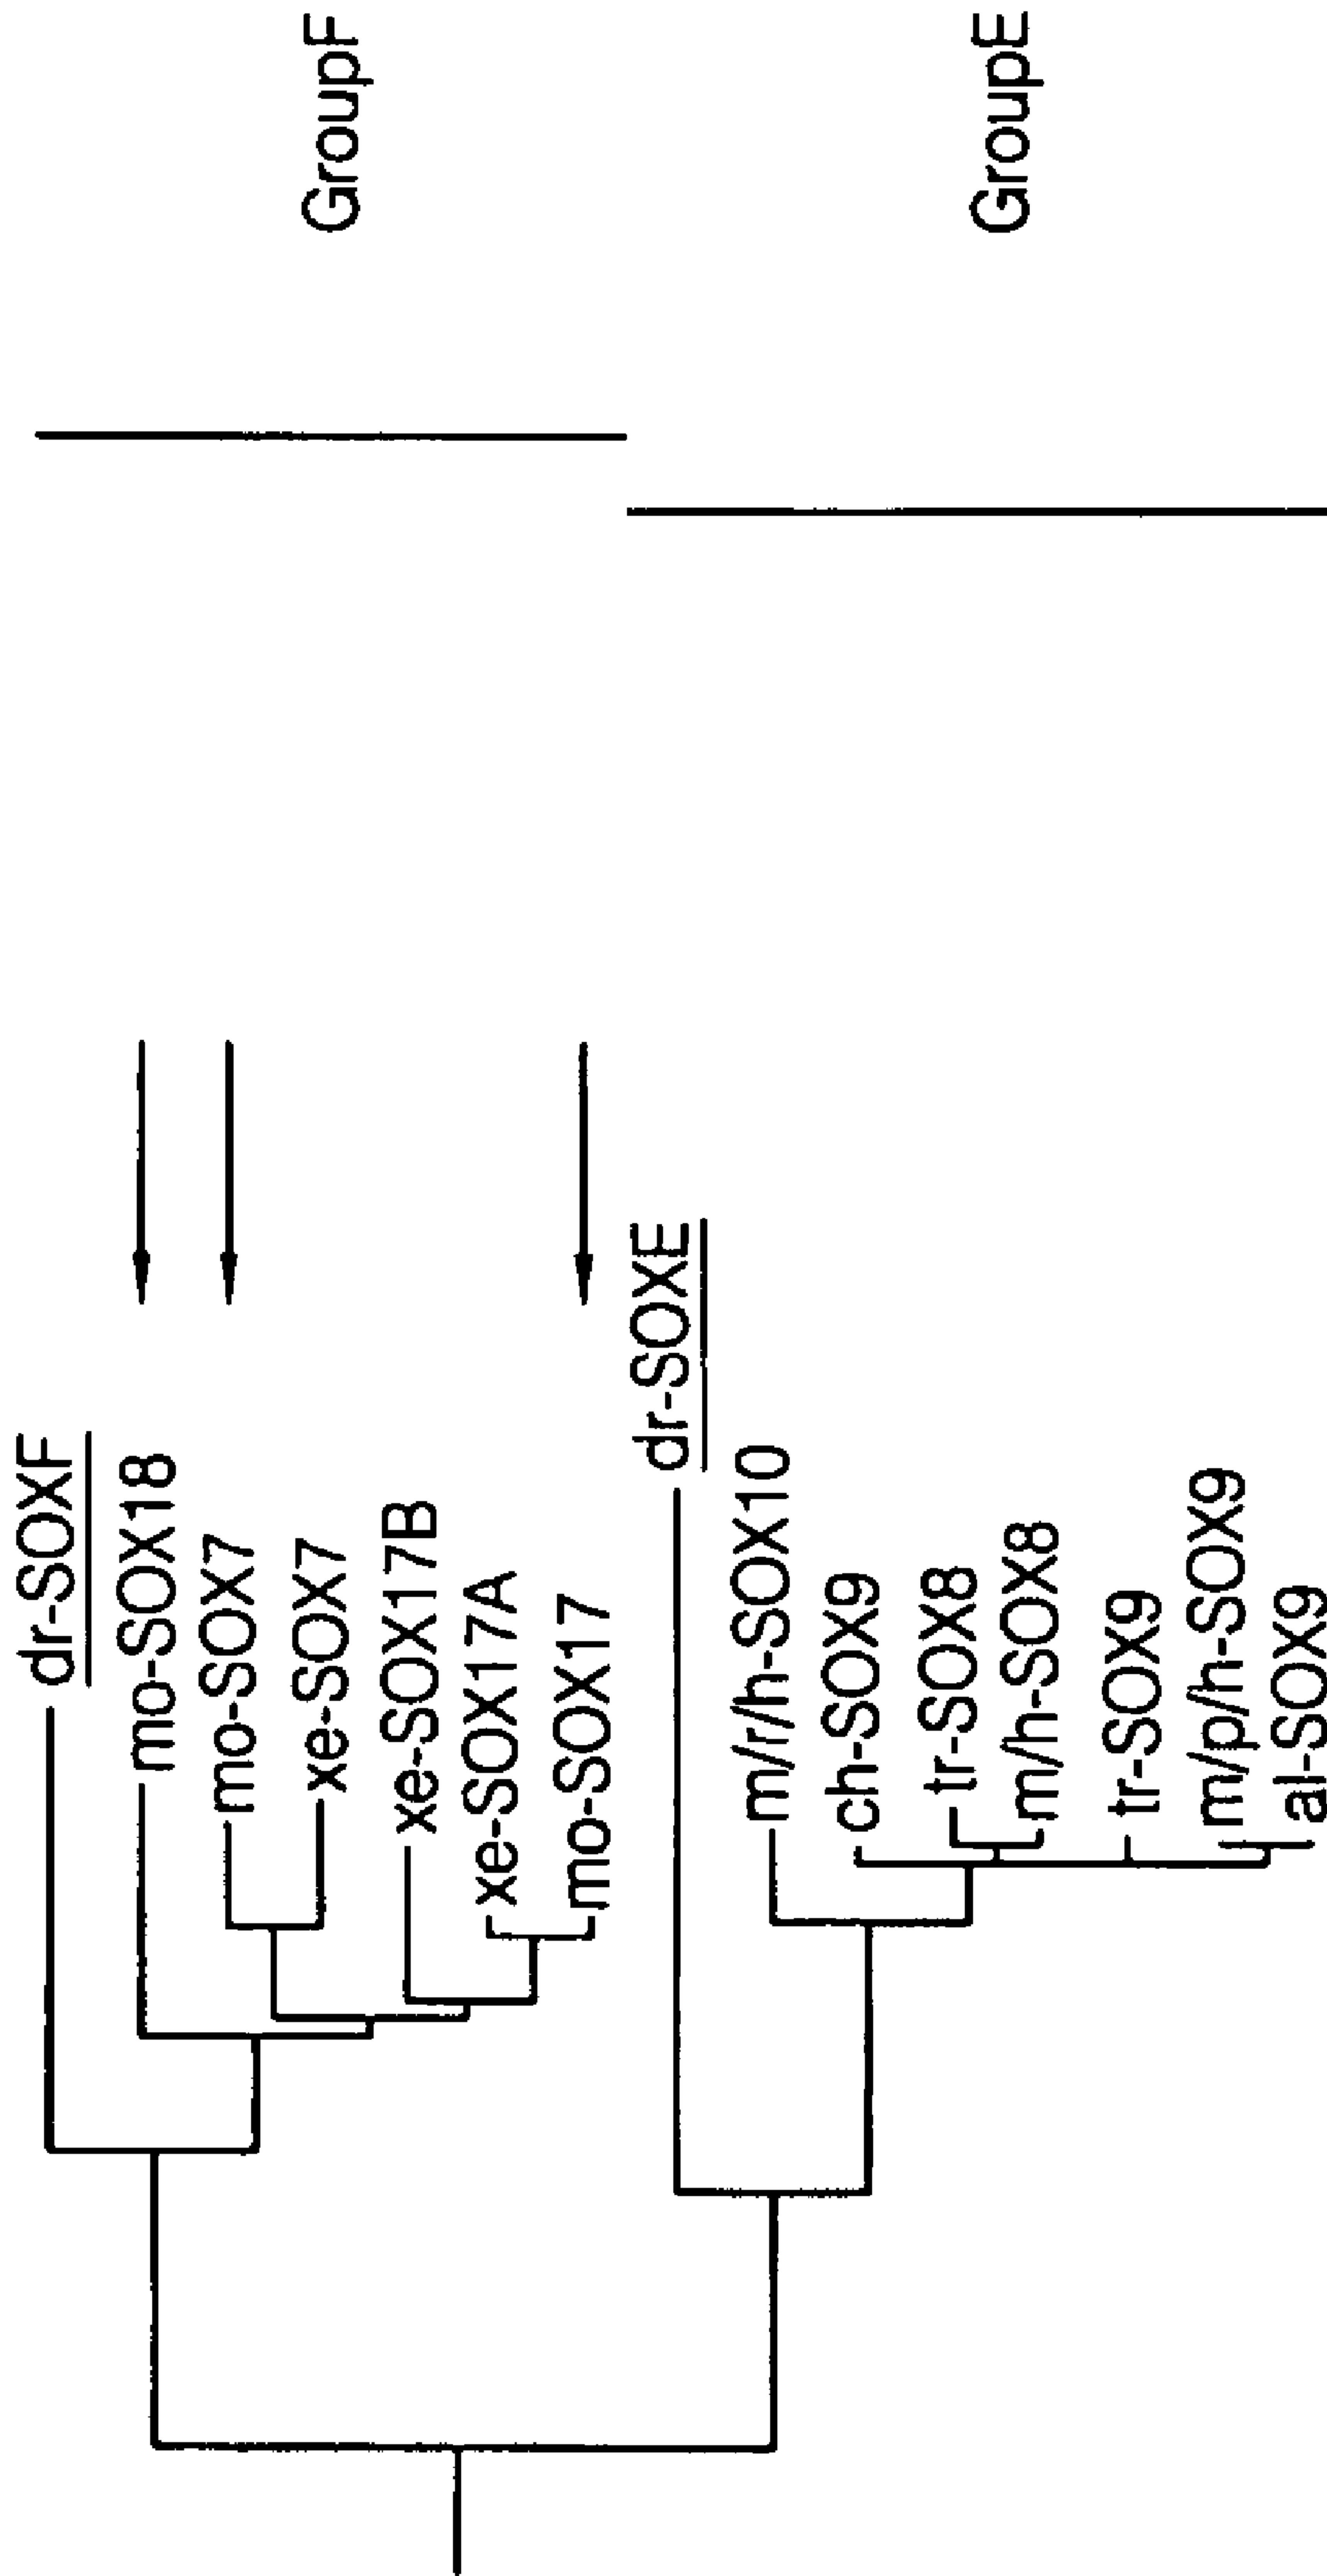 dr-SOXF
mo-SOX18
mo-SOX7
xe-SOX7
xe-SOX17B
xe-SOX17A
mo-SOX17
GroupF
dr-SOXE
m/r/h-SOX10
ch-SOX9
tr-SOX8
m/h-SOX8
tr-SOX9
m/p/h-SOX9
al-SOX9
GroupE